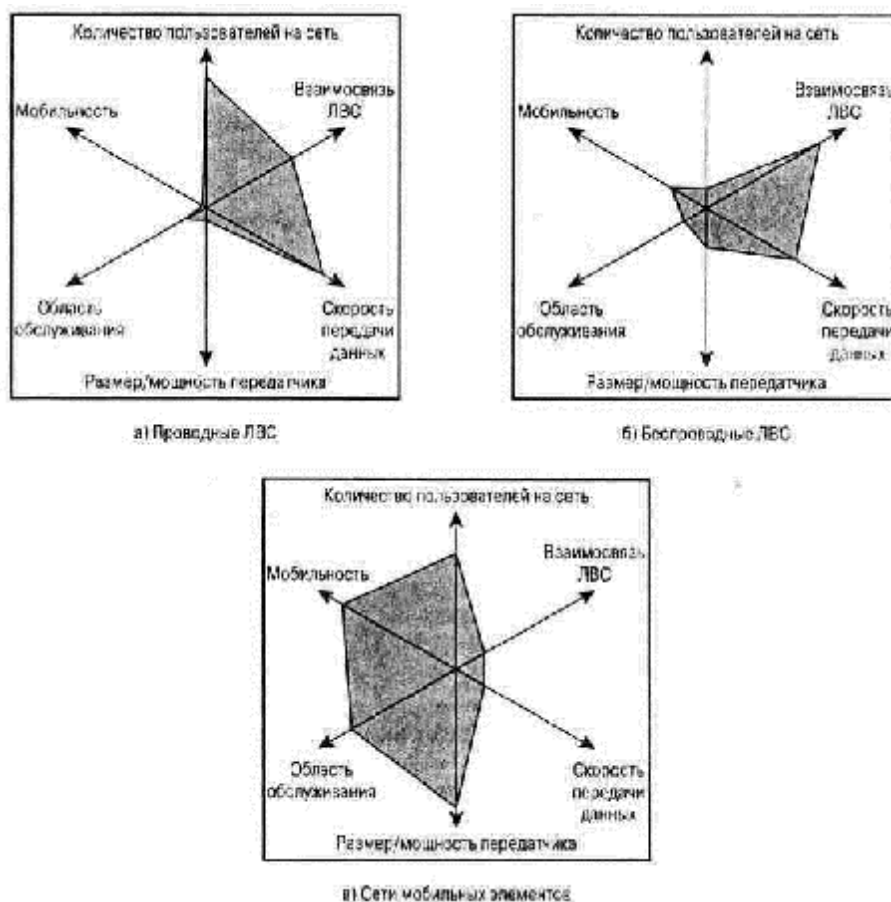 Количество пользователей на сеть
Взаимосвязь
ЛВС
Мобильность
Область
обслуживания
Скорость
передачи
данных
Размер/мощность передатчика
а) Проводные ЛВС
Количество пользователей на сеть
Взаимосвязь
ЛВС
Мобильность
Область
обслуживания
Скорость
передачи
данных
Размер/мощность передатчика
б) Беспроводные ЛВС
Количество пользователей на сеть
Взаимосвязь
ЛВС
Мобильность
Область
обслуживания
Скорость
передачи
данных
Размер/мощность передатчика
в) Сети мобильных элементов